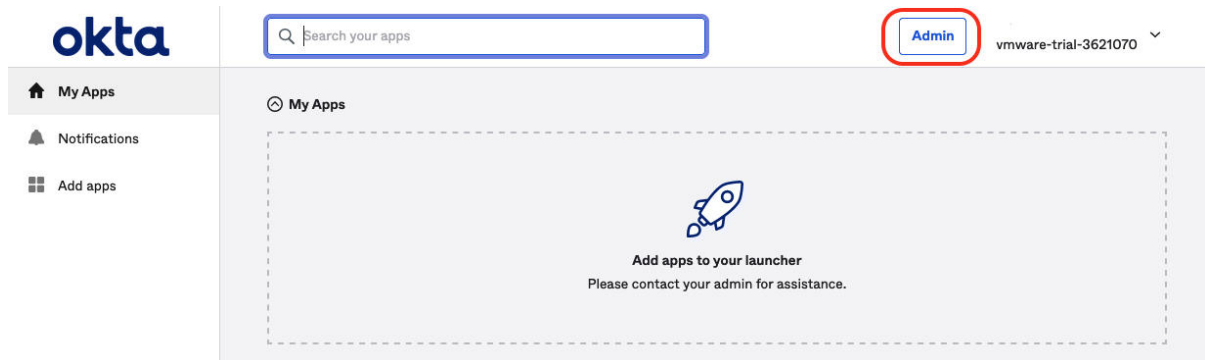 okta
Search your apps
Admin
vmware-trial-3621070
My Apps
Notifications
Add apps
My Apps
Add apps to your launcher
Please contact your admin for assistance.